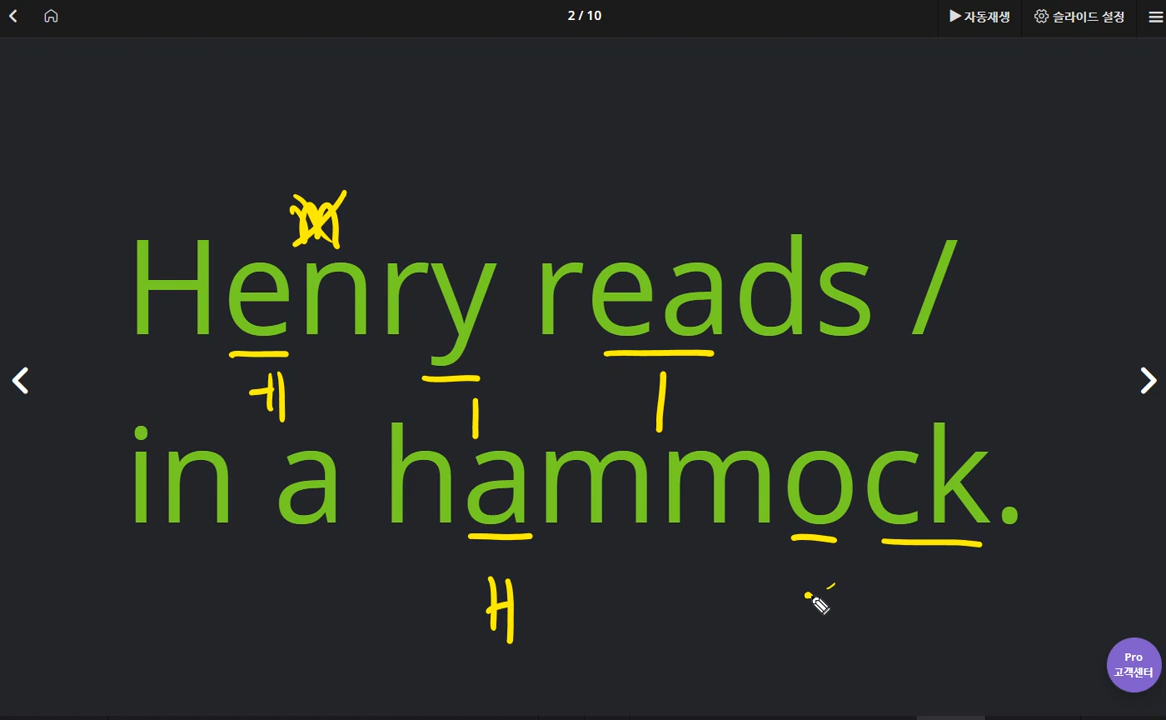 2 / 10
▶ 자동재생
슬라이드 설정
Henry reads /
ㅔ ㅣ ㅣ
in a hammock.
ㅐ
Pro
고객센터